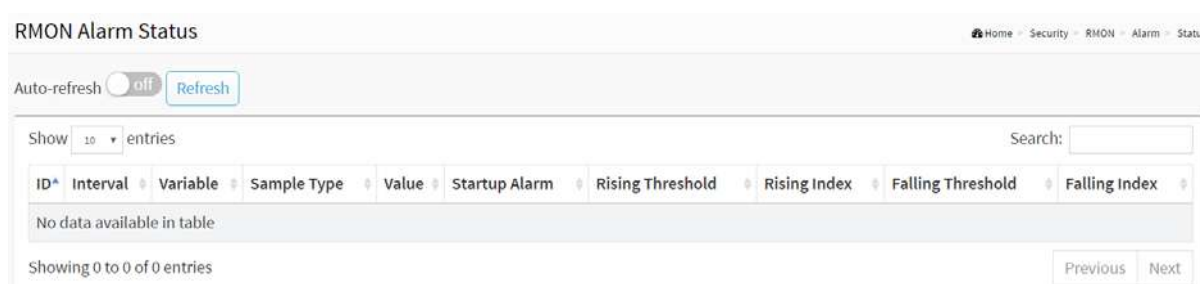 RMON Alarm Status
Home > Security > RMON > Alarm > Statu
Auto-refresh off Refresh
Show 10 entries
Search:
ID Interval Variable Sample Type Value Startup Alarm Rising Threshold Rising Index Falling Threshold Falling Index
No data available in table
Showing 0 to 0 of 0 entries
Previous Next